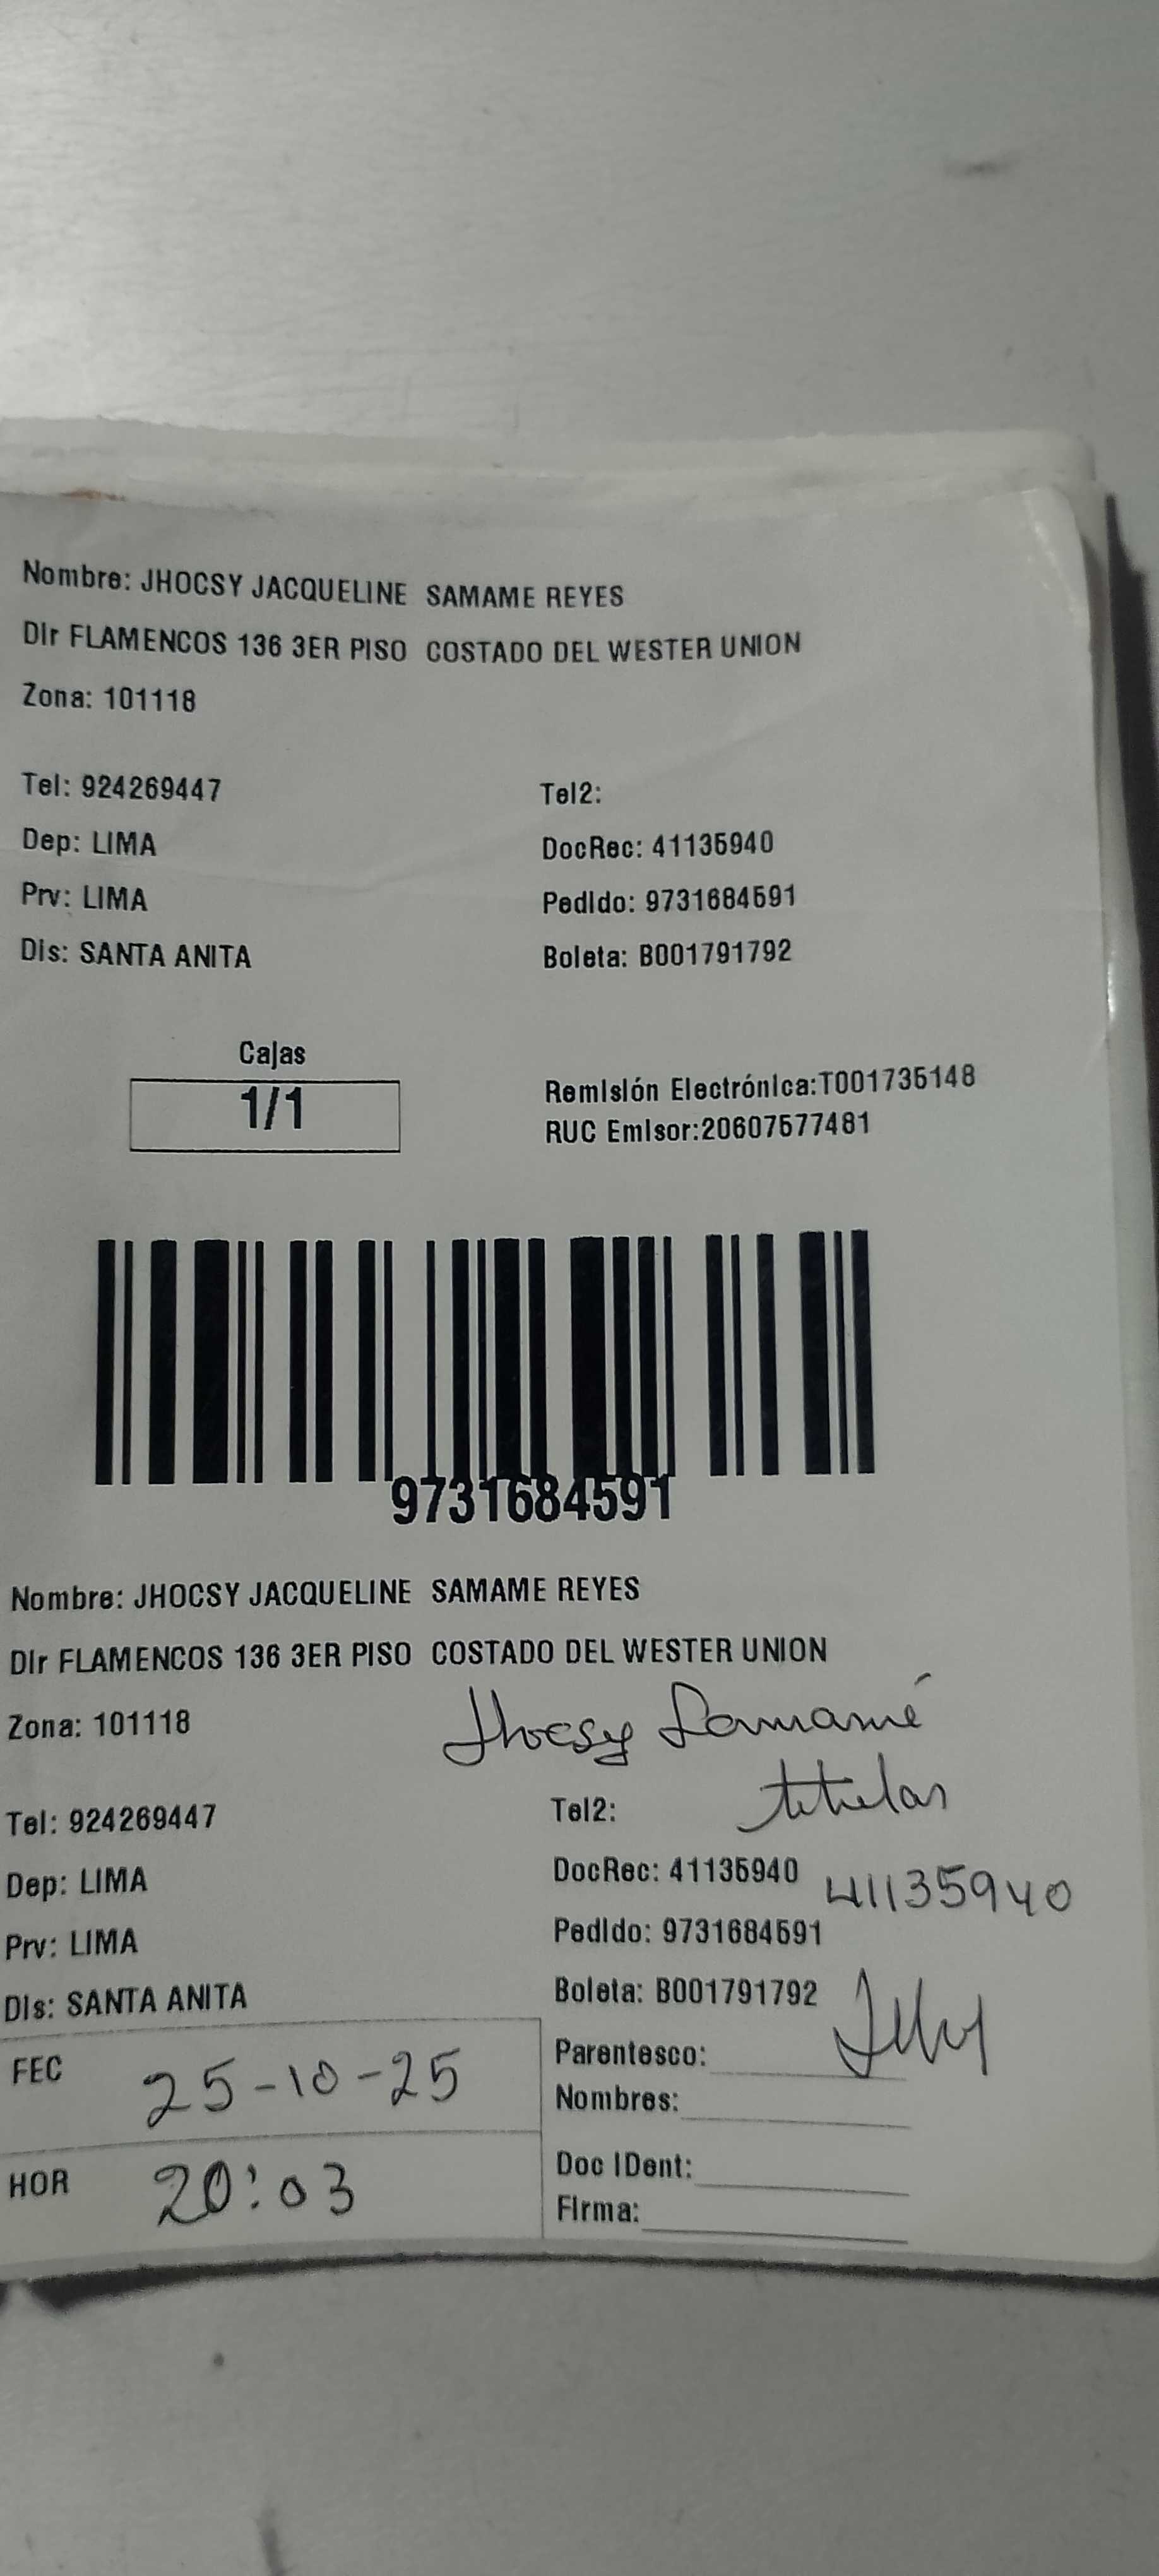 Nombre: JHOCSY JACQUELINE SAMAME REYES
Dir FLAMENCOS 136 3ER PISO COSTADO DEL WESTER UNION
Zona: 101118
Tel: 924269447 Tel2:
Dep: LIMA DocRec: 41135940
Prv: LIMA Pedido: 9731684591
Dis: SANTA ANITA Boleta: B001791792
Cajas
1/1
Remisión Electrónica:T001735148
RUC Emisor:20607577481
9731684591
Nombre: JHOCSY JACQUELINE SAMAME REYES
Dir FLAMENCOS 136 3ER PISO COSTADO DEL WESTER UNION
Zona: 101118 Jhocsy Samamé
titular
Tel: 924269447 Tel2:
Dep: LIMA DocRec: 41135940 41135940
Prv: LIMA Pedido: 9731684591
Dis: SANTA ANITA Boleta: B001791792
FEC 25-10-25 Parentesco:
Nombres:
HOR 20:03 Doc IDent:
Firma: